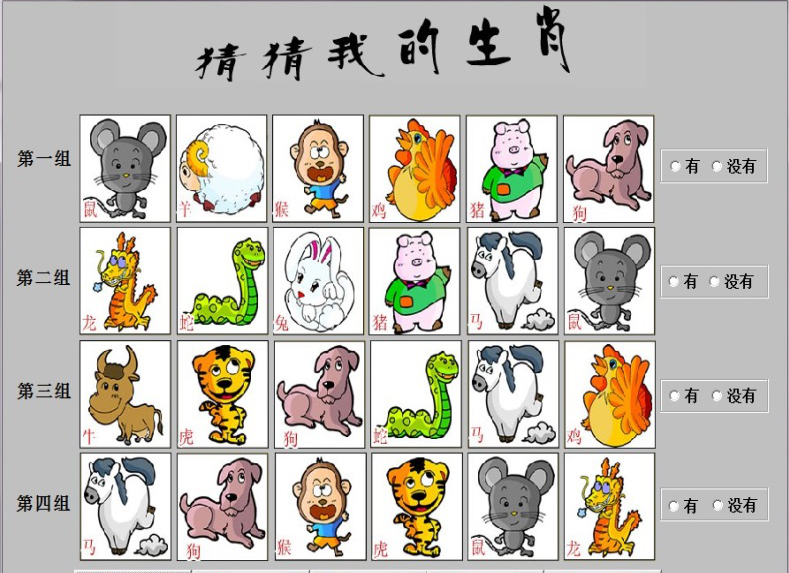 猜猜我的生肖
第一组 鼠 羊 猴 鸡 猪 狗 有 没有
第二组 龙 蛇 兔 猪 马 鼠 有 没有
第三组 牛 虎 狗 蛇 马 鸡 有 没有
第四组 马 狗 猴 虎 鼠 龙 有 没有